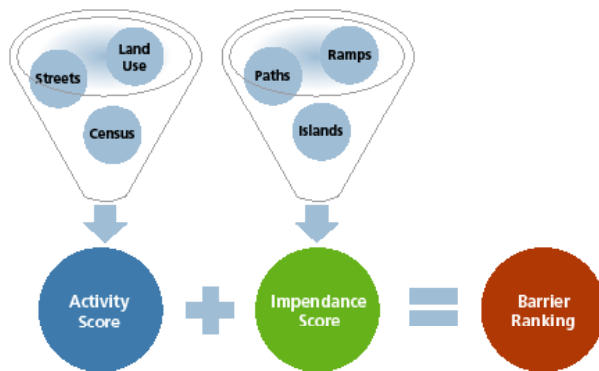 Land
Use
Streets
Census
Ramps
Paths
Islands
Activity
Score
Impendance
Score
Barrier
Ranking